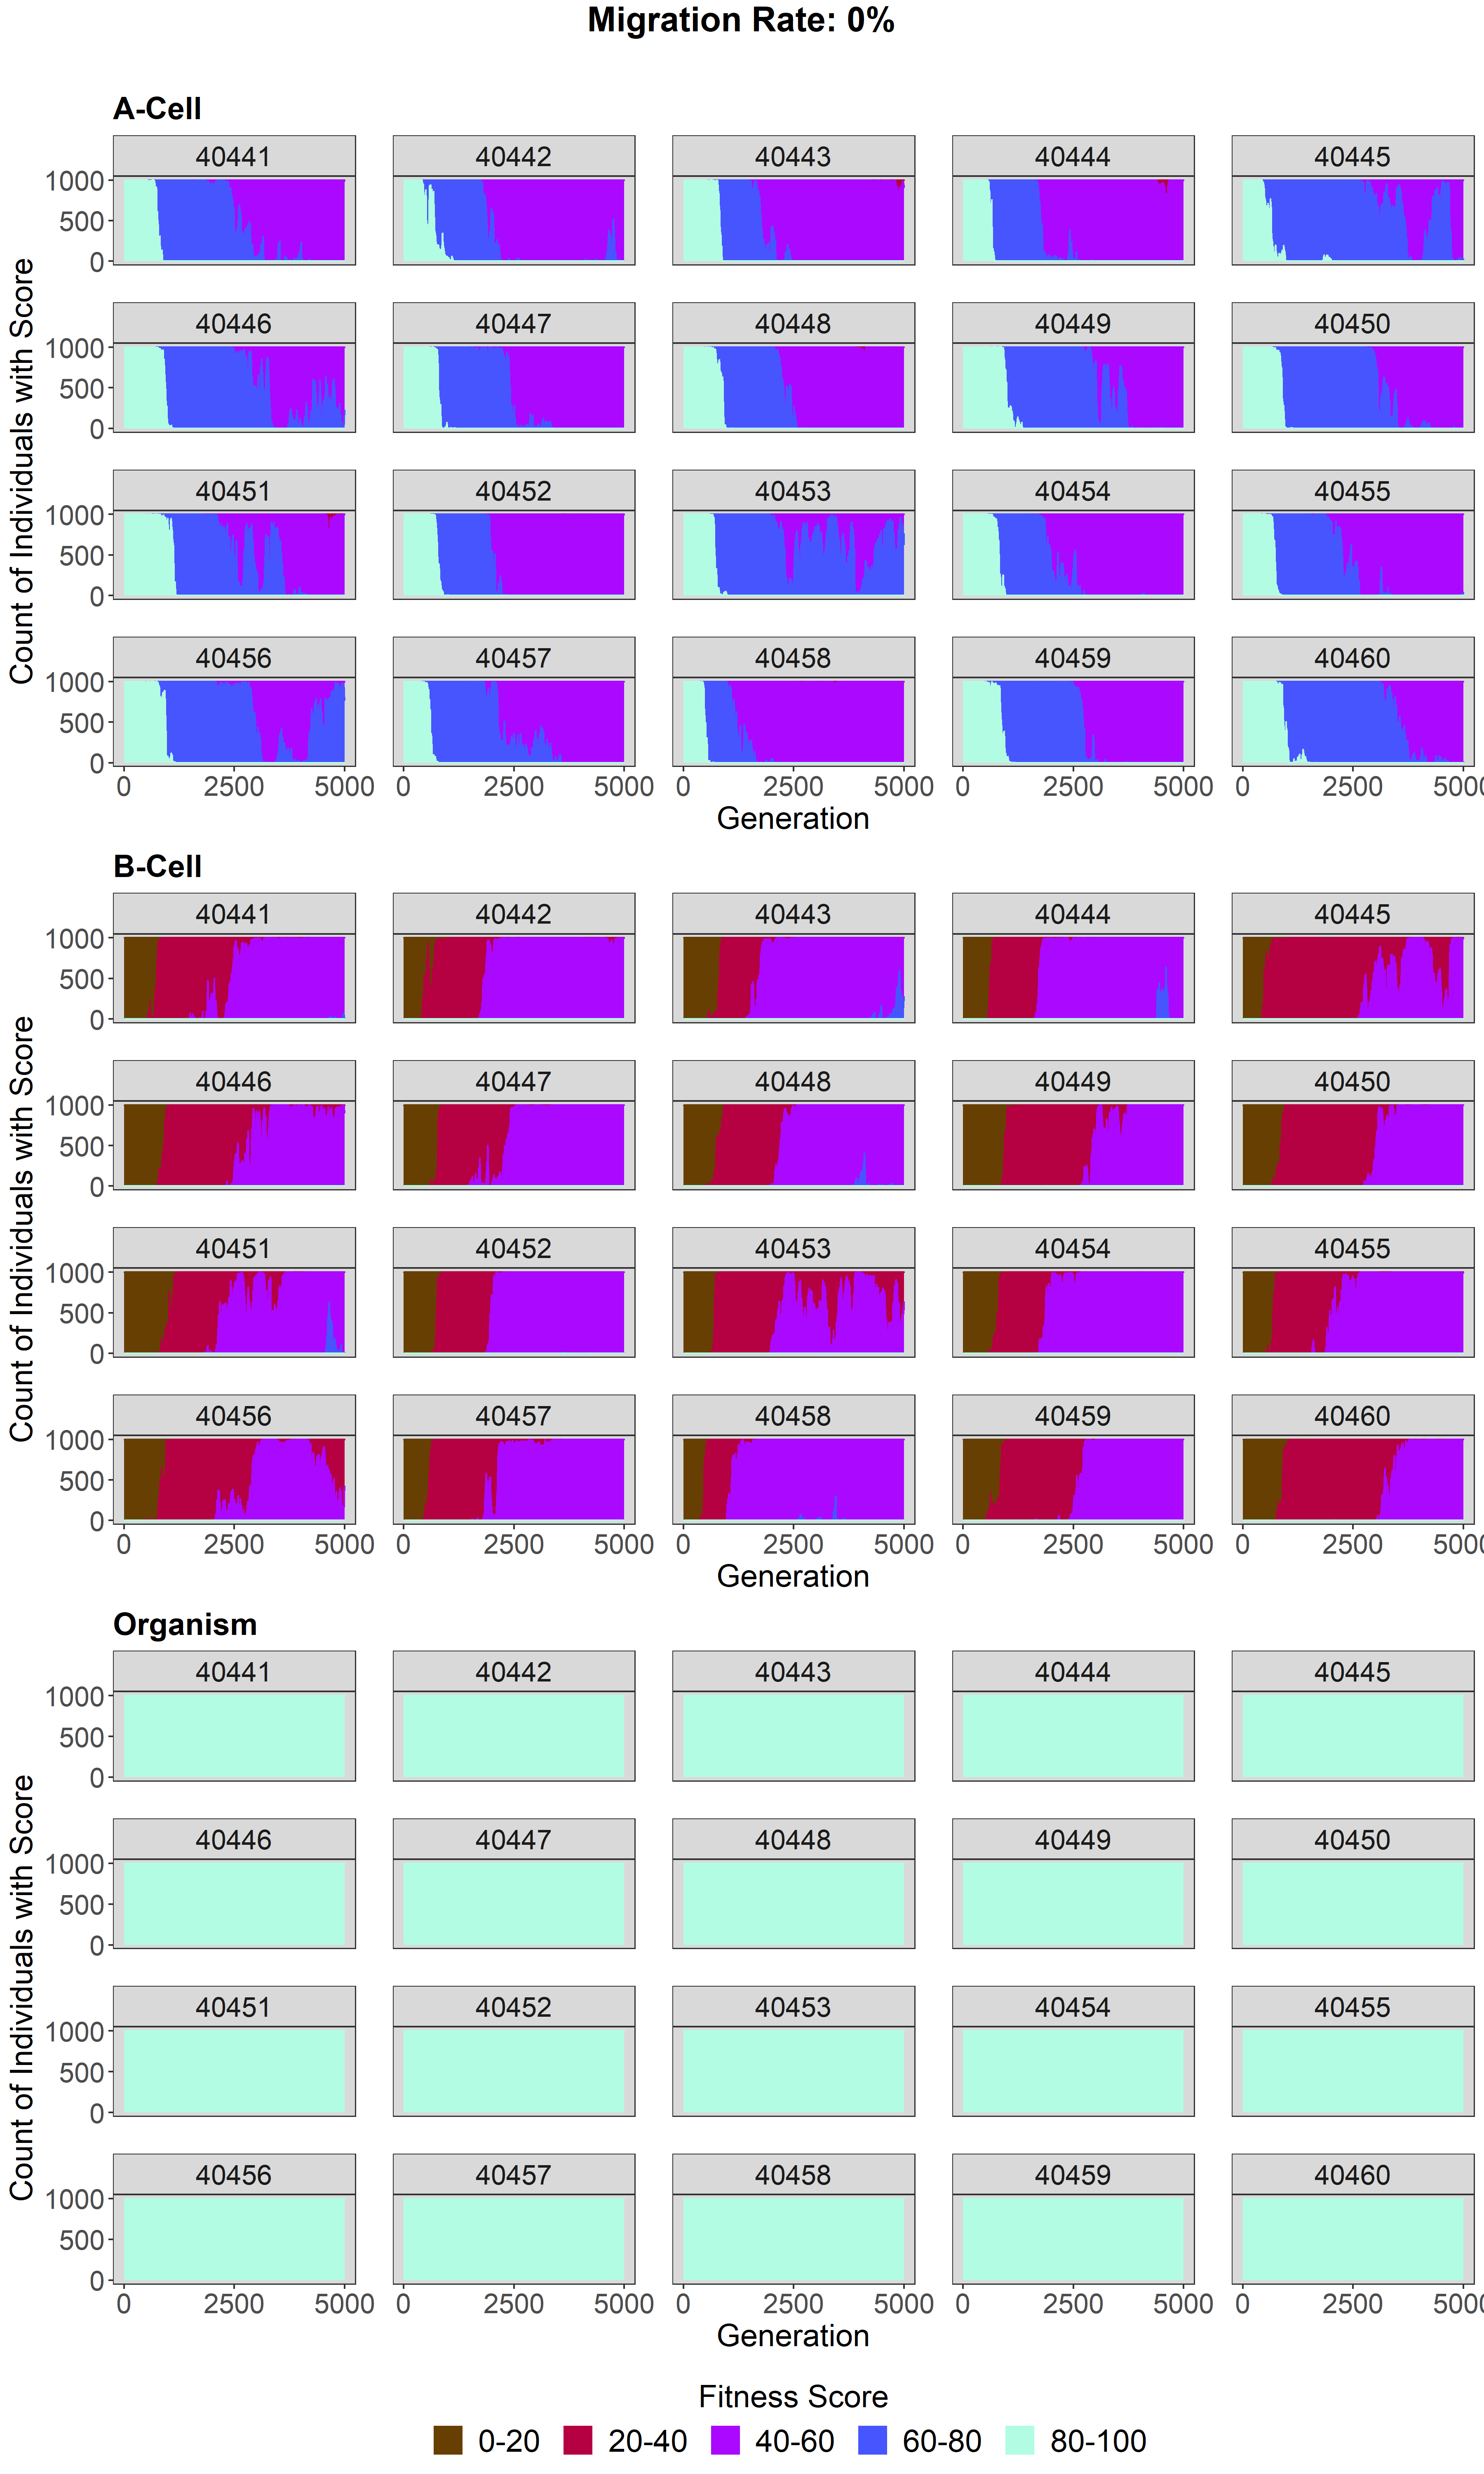 Migration Rate: 0%
A-Cell
Count of Individuals with Score
40441 40442 40443 40444 40445
1000
500
0
40446 40447 40448 40449 40450
1000
500
0
40451 40452 40453 40454 40455
1000
500
0
40456 40457 40458 40459 40460
1000
500
0
0 2500 5000 0 2500 5000 0 2500 5000 0 2500 5000 0 2500 5000
Generation
B-Cell
Count of Individuals with Score
40441 40442 40443 40444 40445
1000
500
0
40446 40447 40448 40449 40450
1000
500
0
40451 40452 40453 40454 40455
1000
500
0
40456 40457 40458 40459 40460
1000
500
0
0 2500 5000 0 2500 5000 0 2500 5000 0 2500 5000 0 2500 5000
Generation
Organism
Count of Individuals with Score
40441 40442 40443 40444 40445
1000
500
0
40446 40447 40448 40449 40450
1000
500
0
40451 40452 40453 40454 40455
1000
500
0
40456 40457 40458 40459 40460
1000
500
0
0 2500 5000 0 2500 5000 0 2500 5000 0 2500 5000 0 2500 5000
Generation
Fitness Score
0-20 20-40 40-60 60-80 80-100